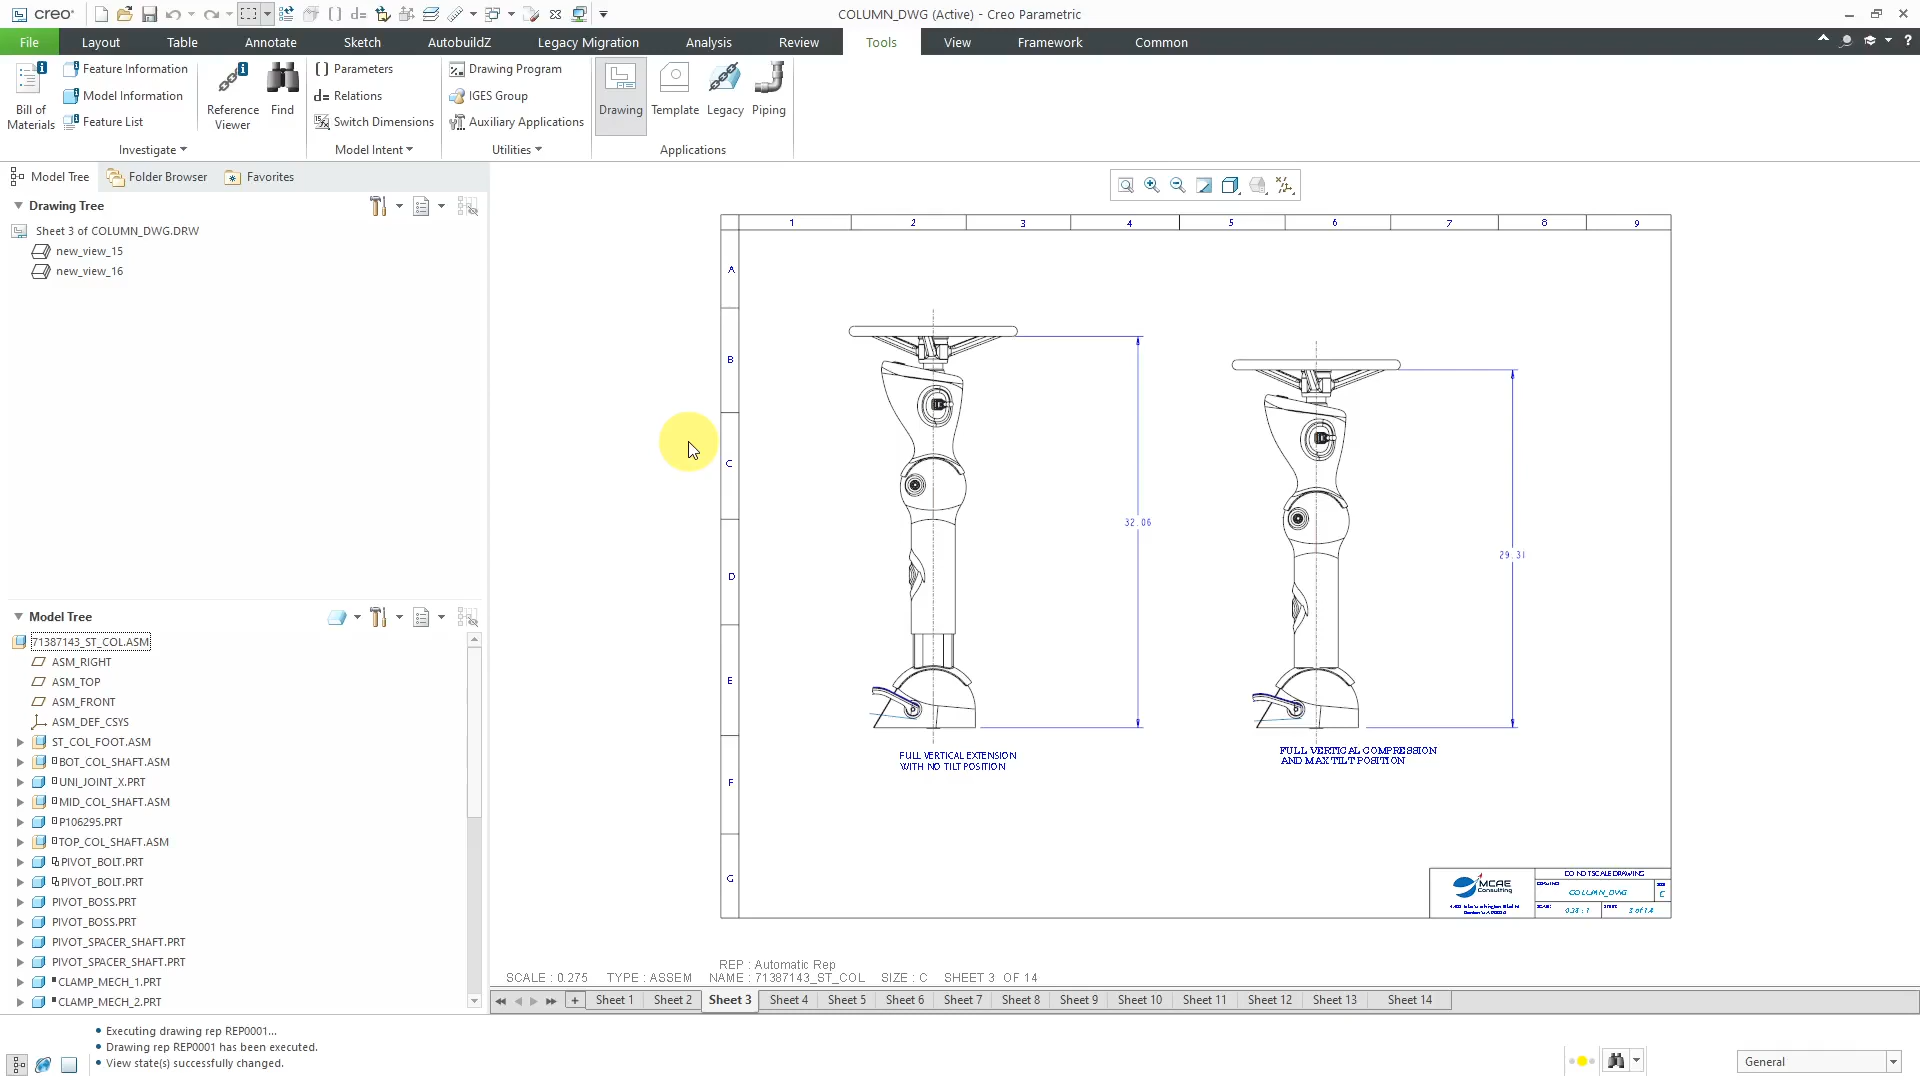 creo
COLUMN_DWG (Active) - Creo Parametric
File Layout Table Annotate Sketch AutobuildZ Legacy Migration Analysis Review Tools View Framework Common
Bill of Materials
Feature Information
Model Information
Feature List
Reference Viewer
Find
Investigate
Parameters
Relations
Switch Dimensions
Model Intent
Drawing Program
IGES Group
Auxiliary Applications
Utilities
Drawing
Template
Legacy
Piping
Applications
Model Tree Folder Browser Favorites
Drawing Tree
Sheet 3 of COLUMN_DWG.DRW
new_view_15
new_view_16
Model Tree
71387143_ST_COL.ASM
ASM_RIGHT
ASM_TOP
ASM_FRONT
ASM_DEF_CSYS
ST_COL_FOOT.ASM
BOT_COL_SHAFT.ASM
UNI_JOINT_X.PRT
MID_COL_SHAFT.ASM
P106295.PRT
TOP_COL_SHAFT.ASM
PIVOT_BOLT.PRT
PIVOT_BOLT.PRT
PIVOT_BOSS.PRT
PIVOT_BOSS.PRT
PIVOT_SPACER_SHAFT.PRT
PIVOT_SPACER_SHAFT.PRT
CLAMP_MECH_1.PRT
CLAMP_MECH_2.PRT
1 2 3 4 5 6 7 8 9
A
B
C
D
E
F
G
32.06
29.31
FULL VERTICAL EXTENSION
WITH NO TILT POSITION
FULL VERTICAL COMPRESSION
AND MAX TILT POSITION
MCAE
Consulting
DO NOT SCALE DRAWING
COLUMN_DWG
C
3 of 14
REP : Automatic Rep
SCALE : 0.275 TYPE : ASSEM NAME : 71387143_ST_COL SIZE : C SHEET 3 OF 14
Sheet 1 Sheet 2 Sheet 3 Sheet 4 Sheet 5 Sheet 6 Sheet 7 Sheet 8 Sheet 9 Sheet 10 Sheet 11 Sheet 12 Sheet 13 Sheet 14
• Executing drawing rep REP0001...
• Drawing rep REP0001 has been executed.
• View state(s) successfully changed.
General